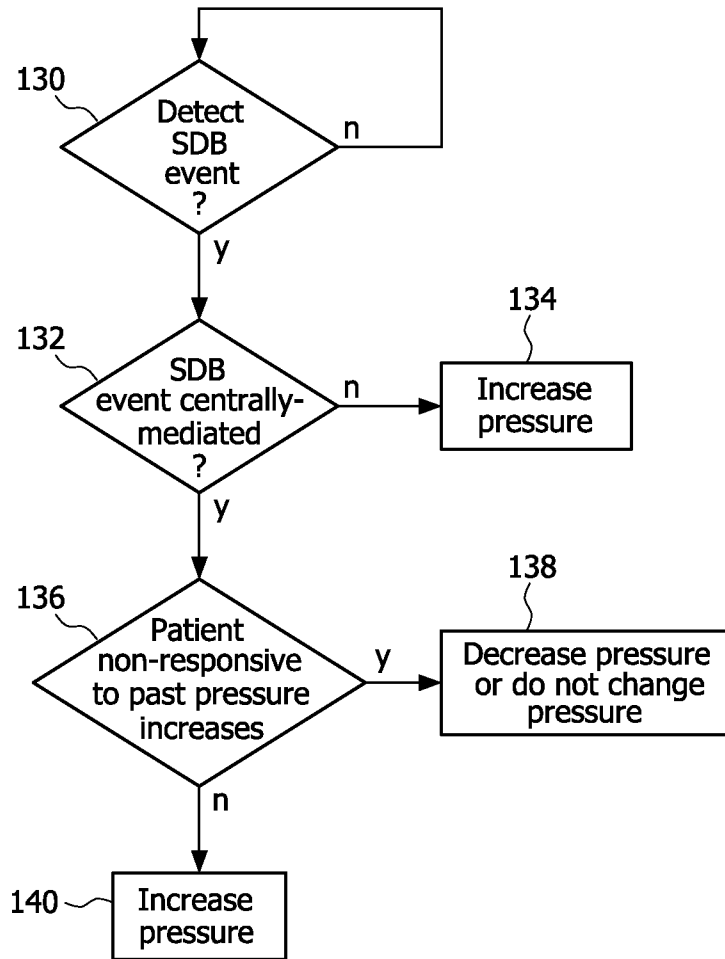 130
Detect
SDB
event
?
n
y
132
SDB
event centrally-
mediated
?
n
y
134
Increase
pressure
136
Patient
non-responsive
to past pressure
increases
y
n
138
Decrease pressure
or do not change
pressure
140
Increase
pressure